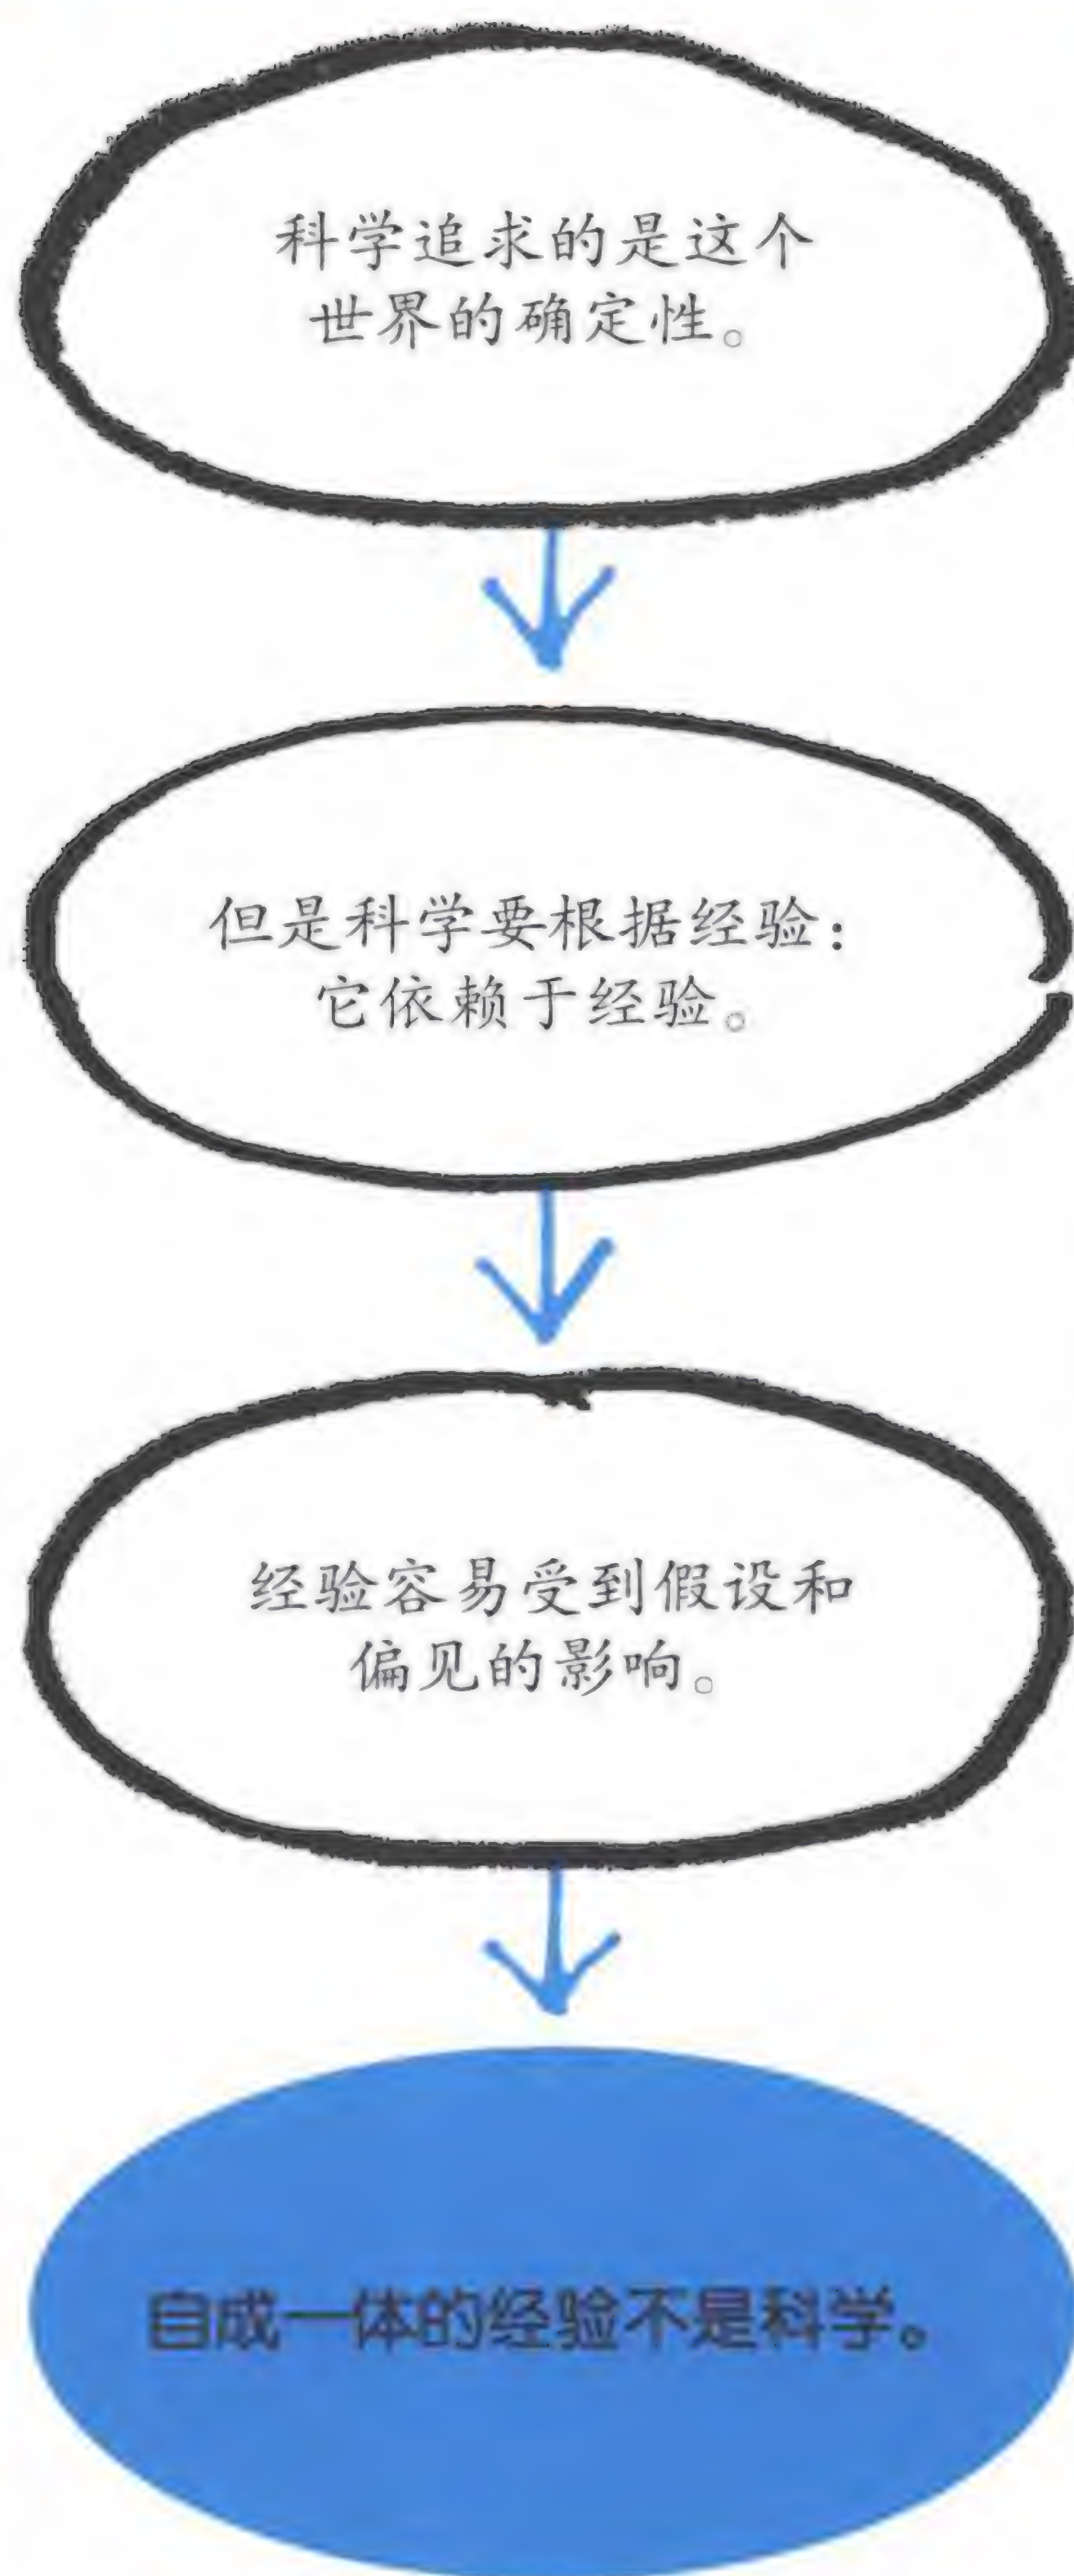 科学追求的是这个
世界的确定性。
但是科学要根据经验：
它依赖于经验。
经验容易受到假设和
偏见的影响。
自成一体的经验不是科学。